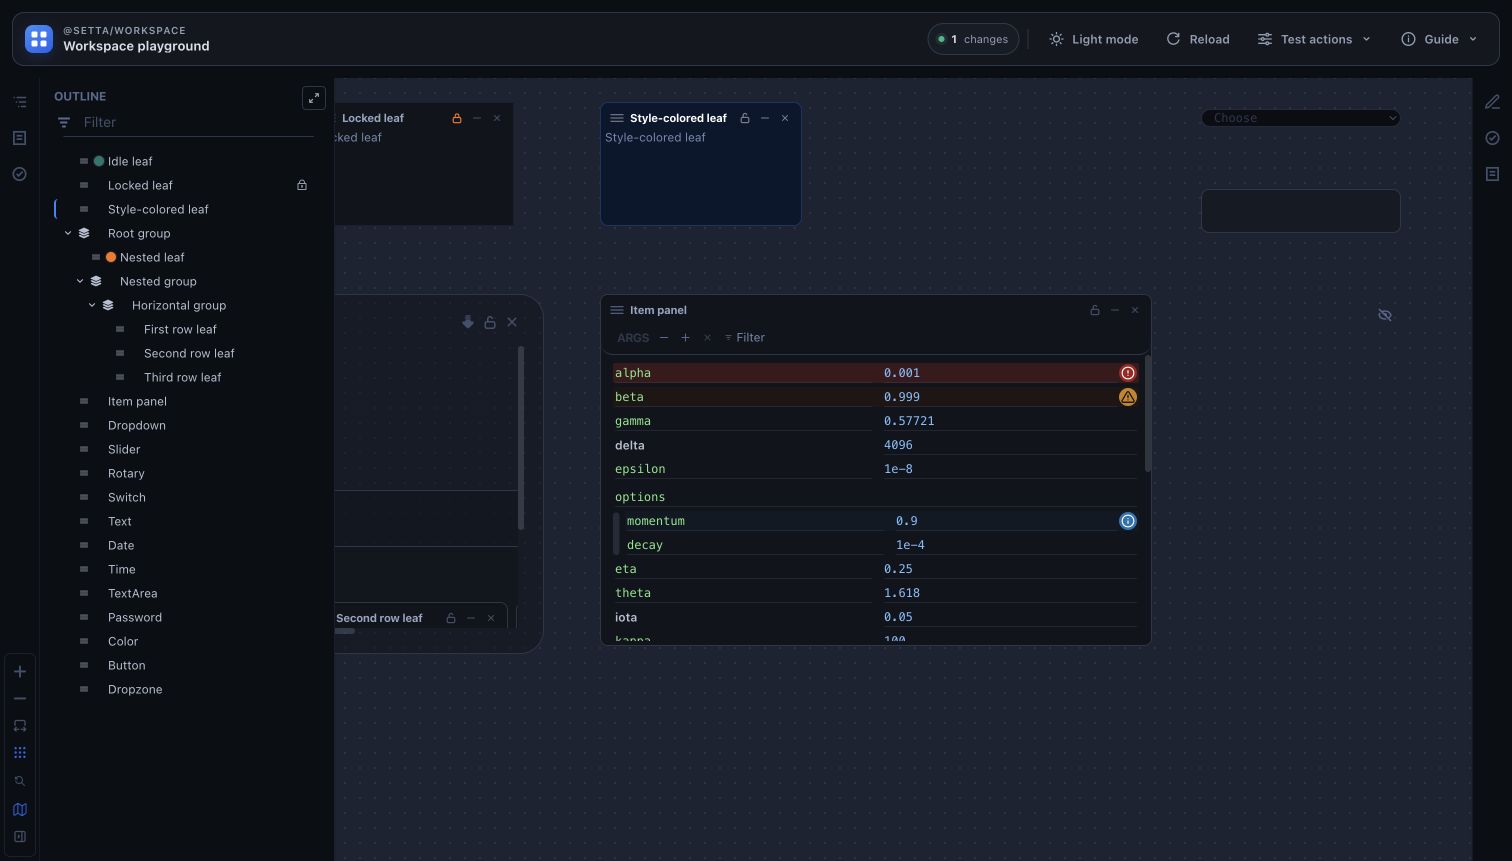 @SETTA/WORKSPACE
Workspace playground
1 changes
Light mode
Reload
Test actions
Guide
OUTLINE
Filter
Idle leaf
Locked leaf
Style-colored leaf
Root group
Nested leaf
Nested group
Horizontal group
First row leaf
Second row leaf
Third row leaf
Item panel
Dropdown
Slider
Rotary
Switch
Text
Date
Time
TextArea
Password
Color
Button
Dropzone
Locked leaf
cked leaf
Style-colored leaf
Style-colored leaf
Choose
Second row leaf
Item panel
ARGS
Filter
alpha 0.001
beta 0.999
gamma 0.57721
delta 4096
epsilon 1e-8
options
momentum 0.9
decay 1e-4
eta 0.25
theta 1.618
iota 0.05
kappa 100